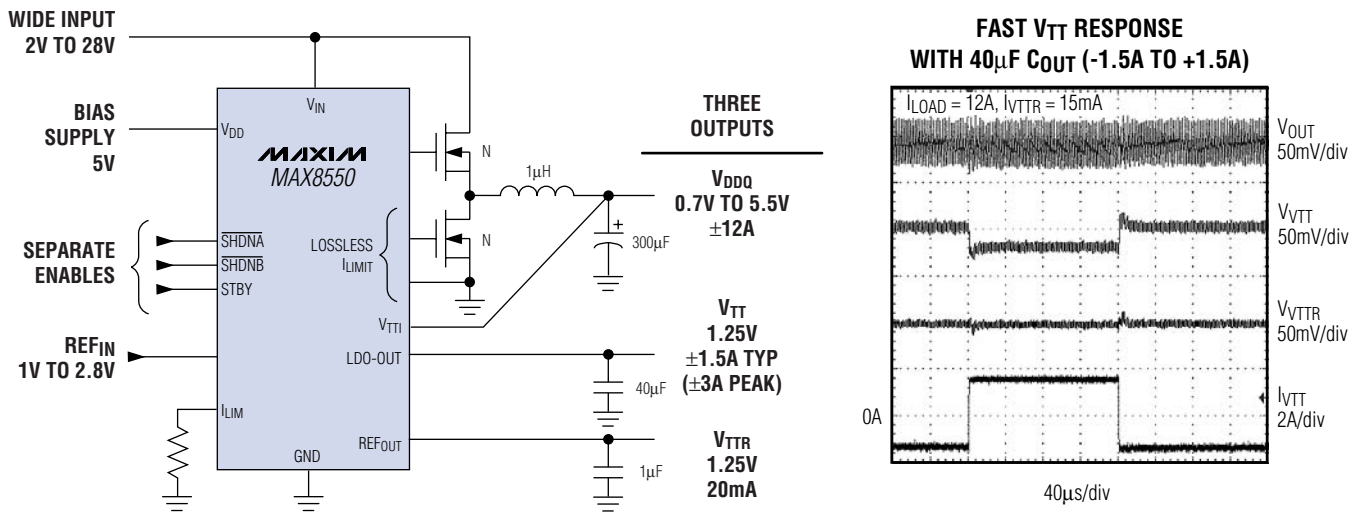 WIDE INPUT
2V TO 28V
BIAS
SUPPLY
5V
SEPARATE
ENABLES
REFIN
1V TO 2.8V
VIN
VDD
MAXIM
MAX8550
SHDNA
SHDNB
STBY
LOSSLESS
ILIMIT
VTTI
LDO-OUT
ILIM
REFOUT
GND
N
N
1µH
+
300µF
40µF
1µF
THREE
OUTPUTS
VDDQ
0.7V TO 5.5V
±12A
VTT
1.25V
±1.5A TYP
(±3A PEAK)
VTTR
1.25V
20mA
FAST VTT RESPONSE
WITH 40µF COUT (-1.5A TO +1.5A)
ILOAD = 12A, IVTTR = 15mA
VOUT
50mV/div
VVTT
50mV/div
VVTTR
50mV/div
0A
IVTT
2A/div
40µs/div